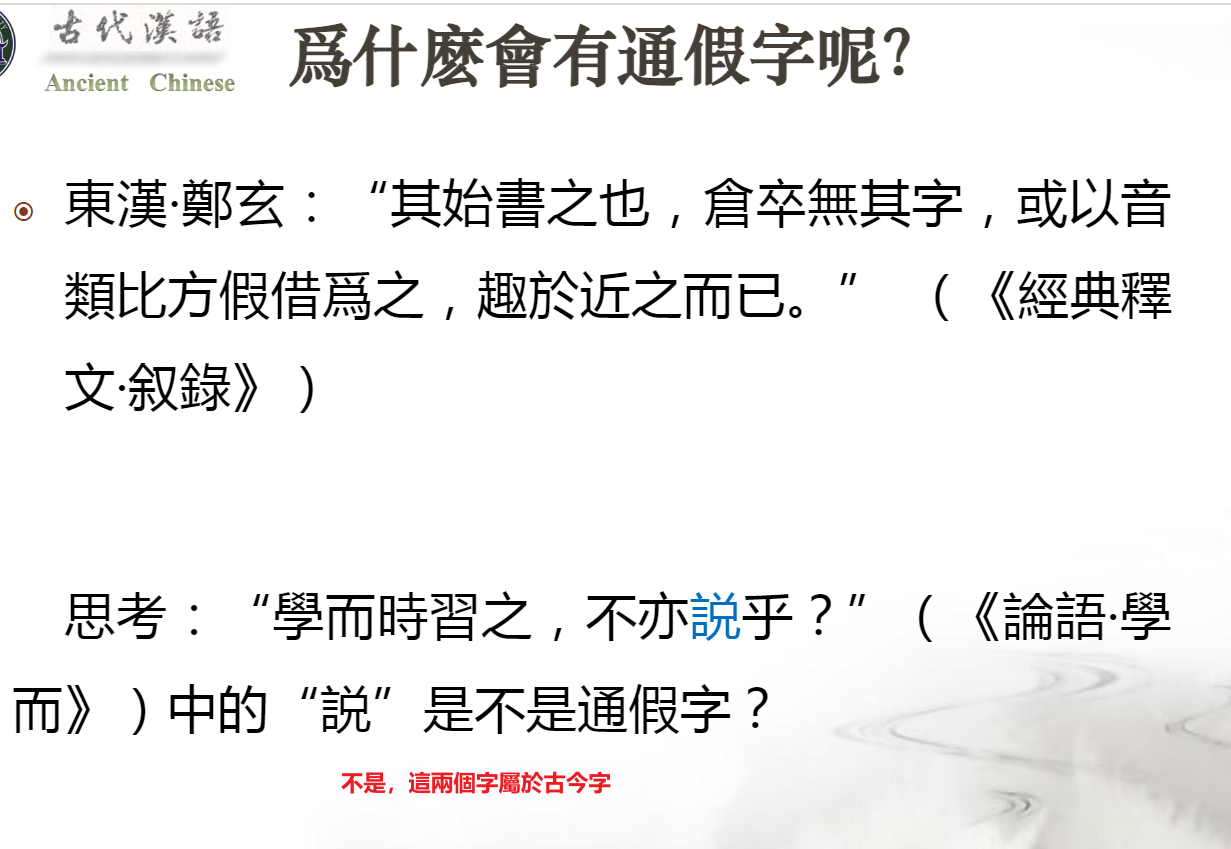 古代漢語
Ancient Chinese
爲什麽會有通假字呢？
東漢·鄭玄：“其始書之也，倉卒無其字，或以音
類比方假借爲之，趣於近之而已。”（《經典釋
文·叙錄》）
思考：“學而時習之，不亦説乎？”（《論語·學
而》）中的“説”是不是通假字？
不是，這兩個字屬於古今字